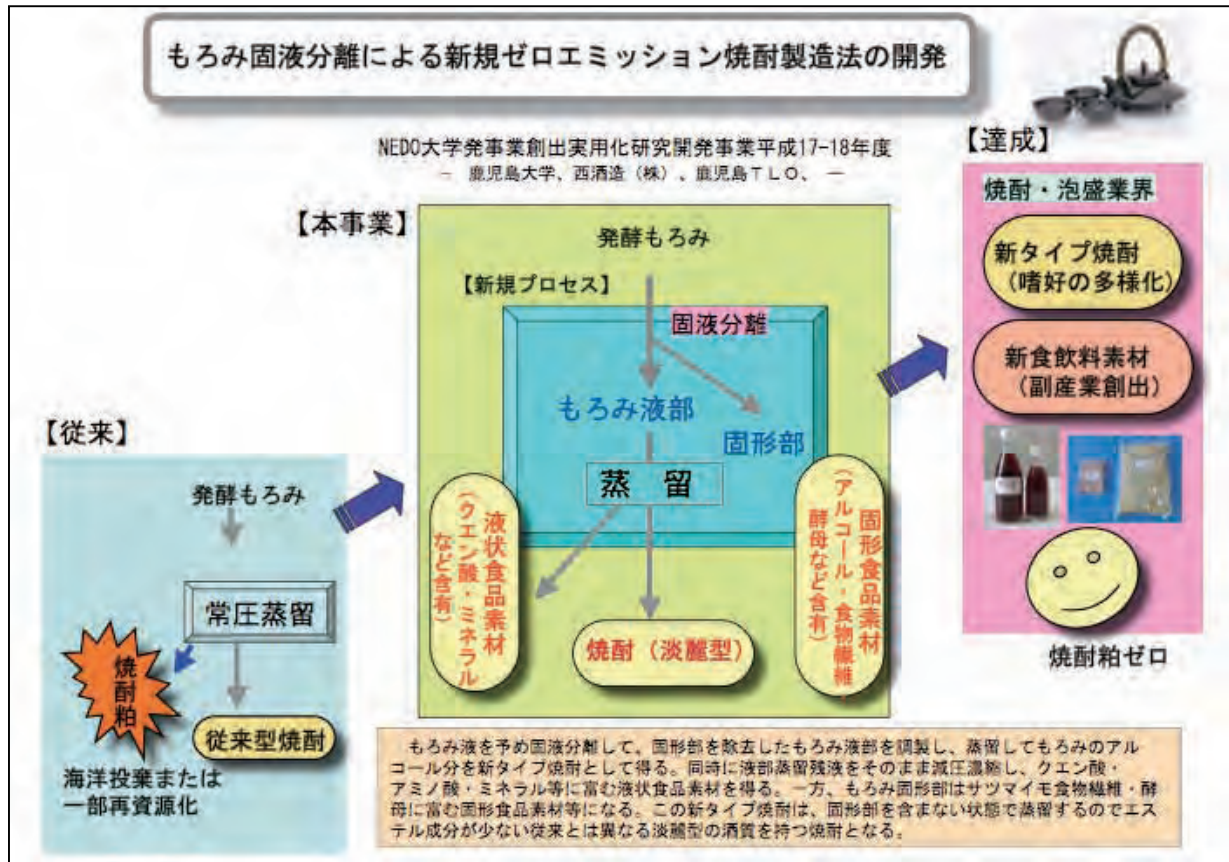 もろみ固液分離による新規ゼロエミッション焼酎製造法の開発
NEDO大学発事業創出実用化研究開発事業平成17-18年度
－ 鹿児島大学、西酒造（株）、鹿児島ＴＬＯ、 －
【従来】
発酵もろみ
常圧蒸留
焼酎粕
従来型焼酎
海洋投棄または
一部再資源化
【本事業】
発酵もろみ
【新規プロセス】
固液分離
もろみ液部
固形部
蒸 留
液状食品素材
（クエン酸・ミネラル
など含有）
焼酎（淡麗型）
固形食品素材
（アルコール・食物繊維
酵母など含有）
【達成】
焼酎・泡盛業界
新タイプ焼酎
（嗜好の多様化）
新食飲料素材
（副産業創出）
焼酎粕ゼロ
もろみ液を予め固液分離して、固形部を除去したもろみ液部を調製し、蒸留してもろみのアル
コール分を新タイプ焼酎として得る。同時に液部蒸留残液をそのまま減圧濃縮し、クエン酸・
アミノ酸・ミネラル等に富む液状食品素材を得る。一方、もろみ固形部はサツマイモ食物繊維・酵
母に富む固形食品素材等になる。この新タイプ焼酎は、固形部を含まない状態で蒸留するのでエス
テル成分が少ない従来とは異なる淡麗型の酒質を持つ焼酎となる。